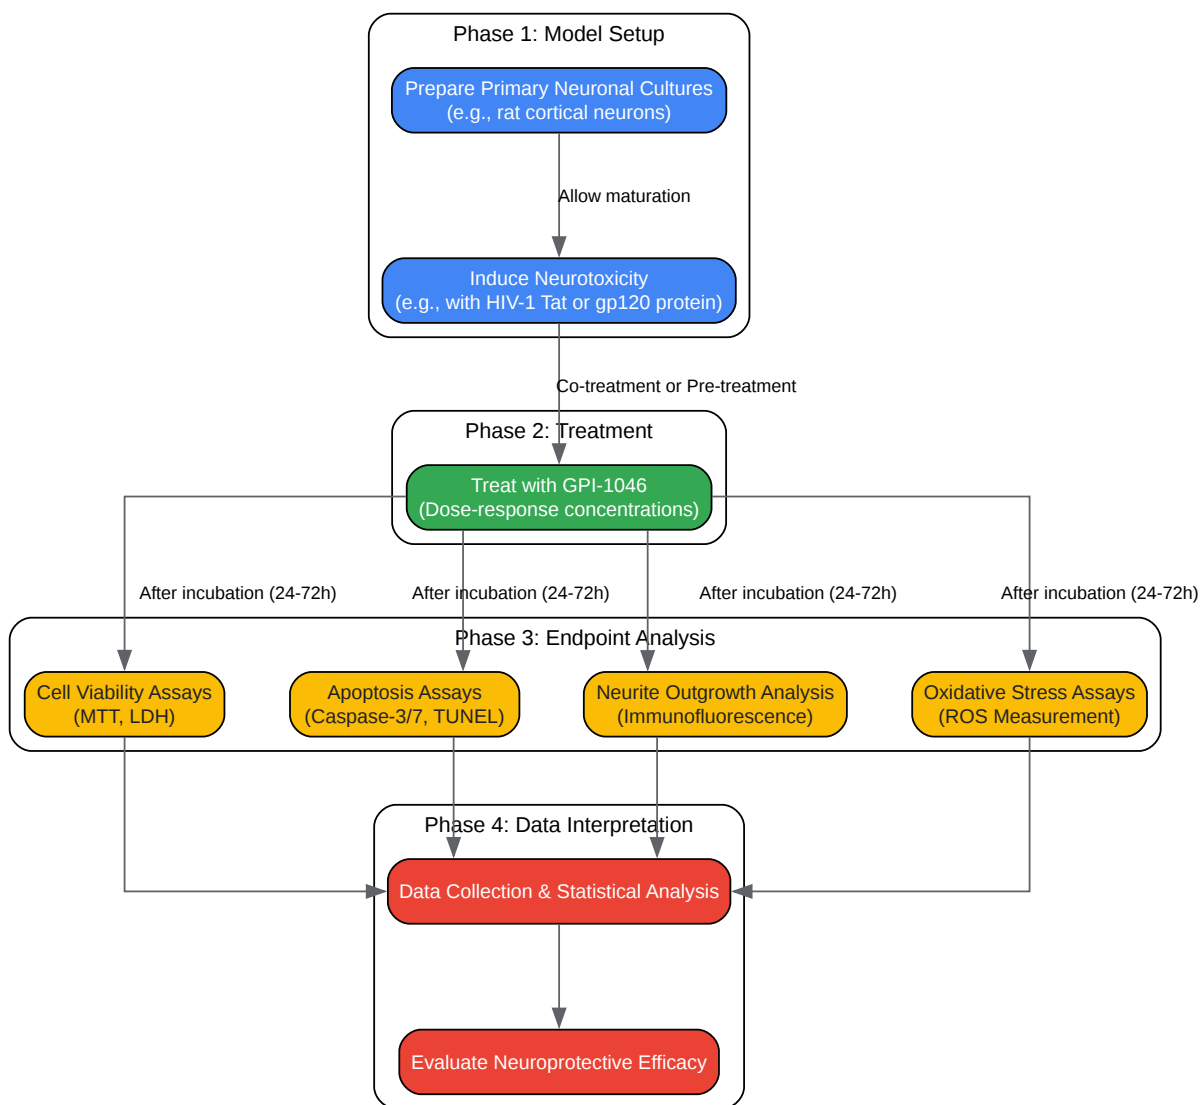 Phase 1: Model Setup
Prepare Primary Neuronal Cultures
(e.g., rat cortical neurons)
Allow maturation
Induce Neurotoxicity
(e.g., with HIV-1 Tat or gp120 protein)
Co-treatment or Pre-treatment
Phase 2: Treatment
Treat with GPI-1046
(Dose-response concentrations)
After incubation (24-72h)
After incubation (24-72h)
After incubation (24-72h)
After incubation (24-72h)
Phase 3: Endpoint Analysis
Cell Viability Assays
(MTT, LDH)
Apoptosis Assays
(Caspase-3/7, TUNEL)
Neurite Outgrowth Analysis
(Immunofluorescence)
Oxidative Stress Assays
(ROS Measurement)
Phase 4: Data Interpretation
Data Collection & Statistical Analysis
Evaluate Neuroprotective Efficacy